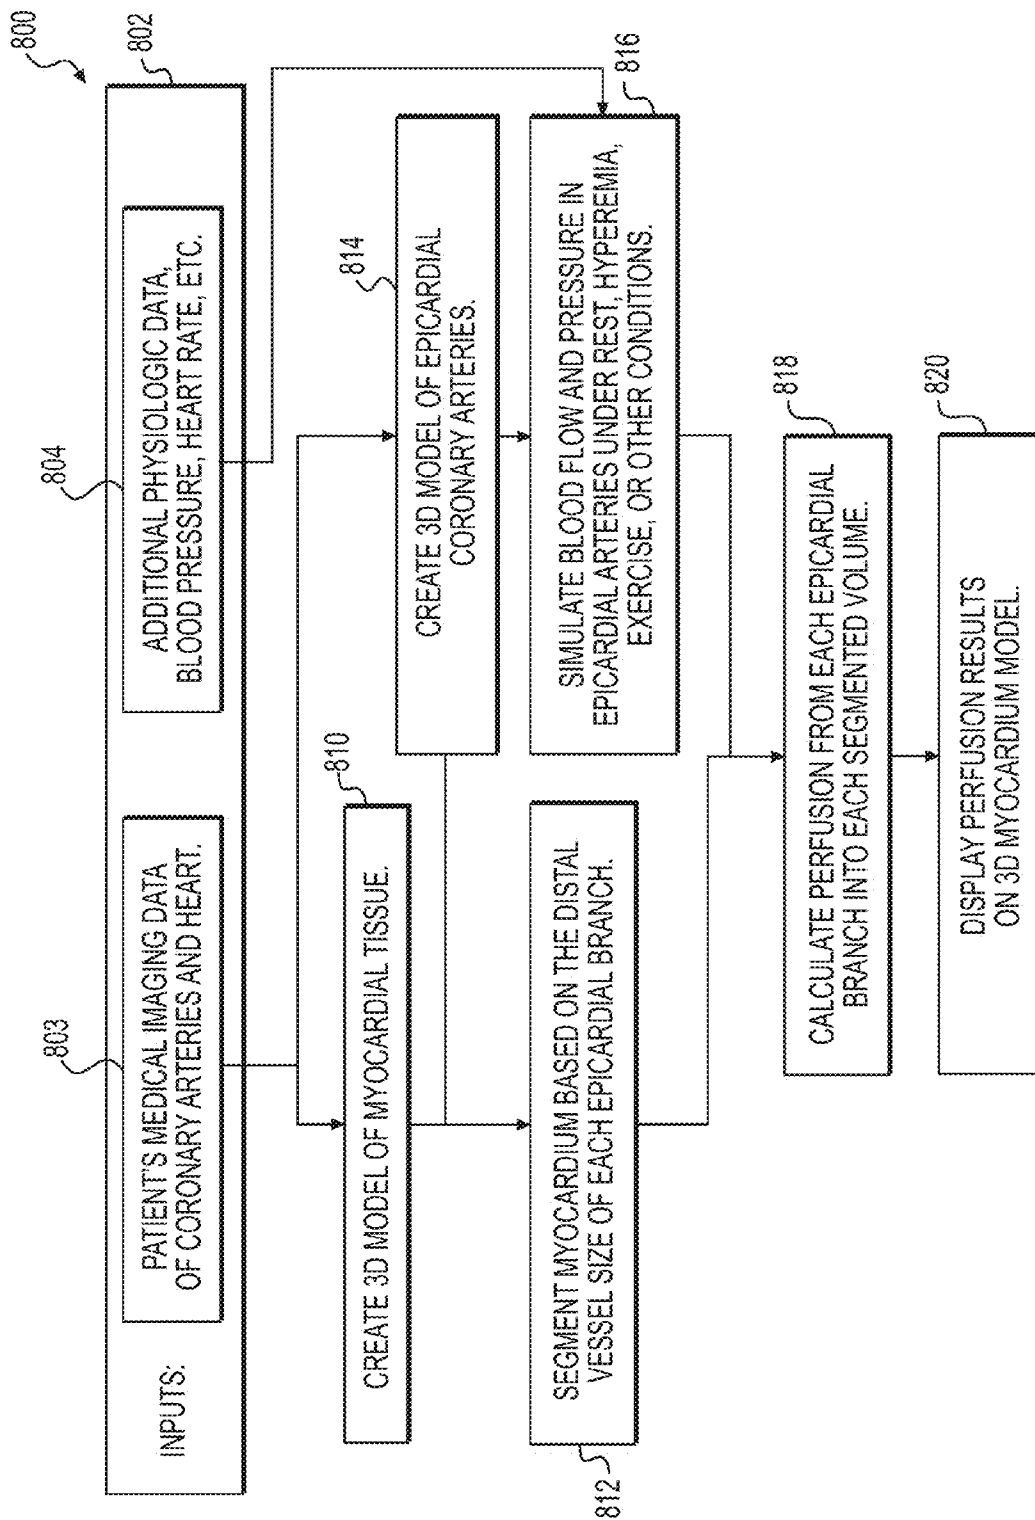 800
802
INPUTS:
803
PATIENT'S MEDICAL IMAGING DATA
OF CORONARY ARTERIES AND HEART.
804
ADDITIONAL PHYSIOLOGIC DATA,
BLOOD PRESSURE, HEART RATE, ETC.
810
CREATE 3D MODEL OF MYOCARDIAL TISSUE.
814
CREATE 3D MODEL OF EPICARDIAL
CORONARY ARTERIES.
812
SEGMENT MYOCARDIUM BASED ON THE DISTAL
VESSEL SIZE OF EACH EPICARDIAL BRANCH.
816
SIMULATE BLOOD FLOW AND PRESSURE IN
EPICARDIAL ARTERIES UNDER REST, HYPEREMIA,
EXERCISE, OR OTHER CONDITIONS.
818
CALCULATE PERFUSION FROM EACH EPICARDIAL
BRANCH INTO EACH SEGMENTED VOLUME.
820
DISPLAY PERFUSION RESULTS
ON 3D MYOCARDIUM MODEL.